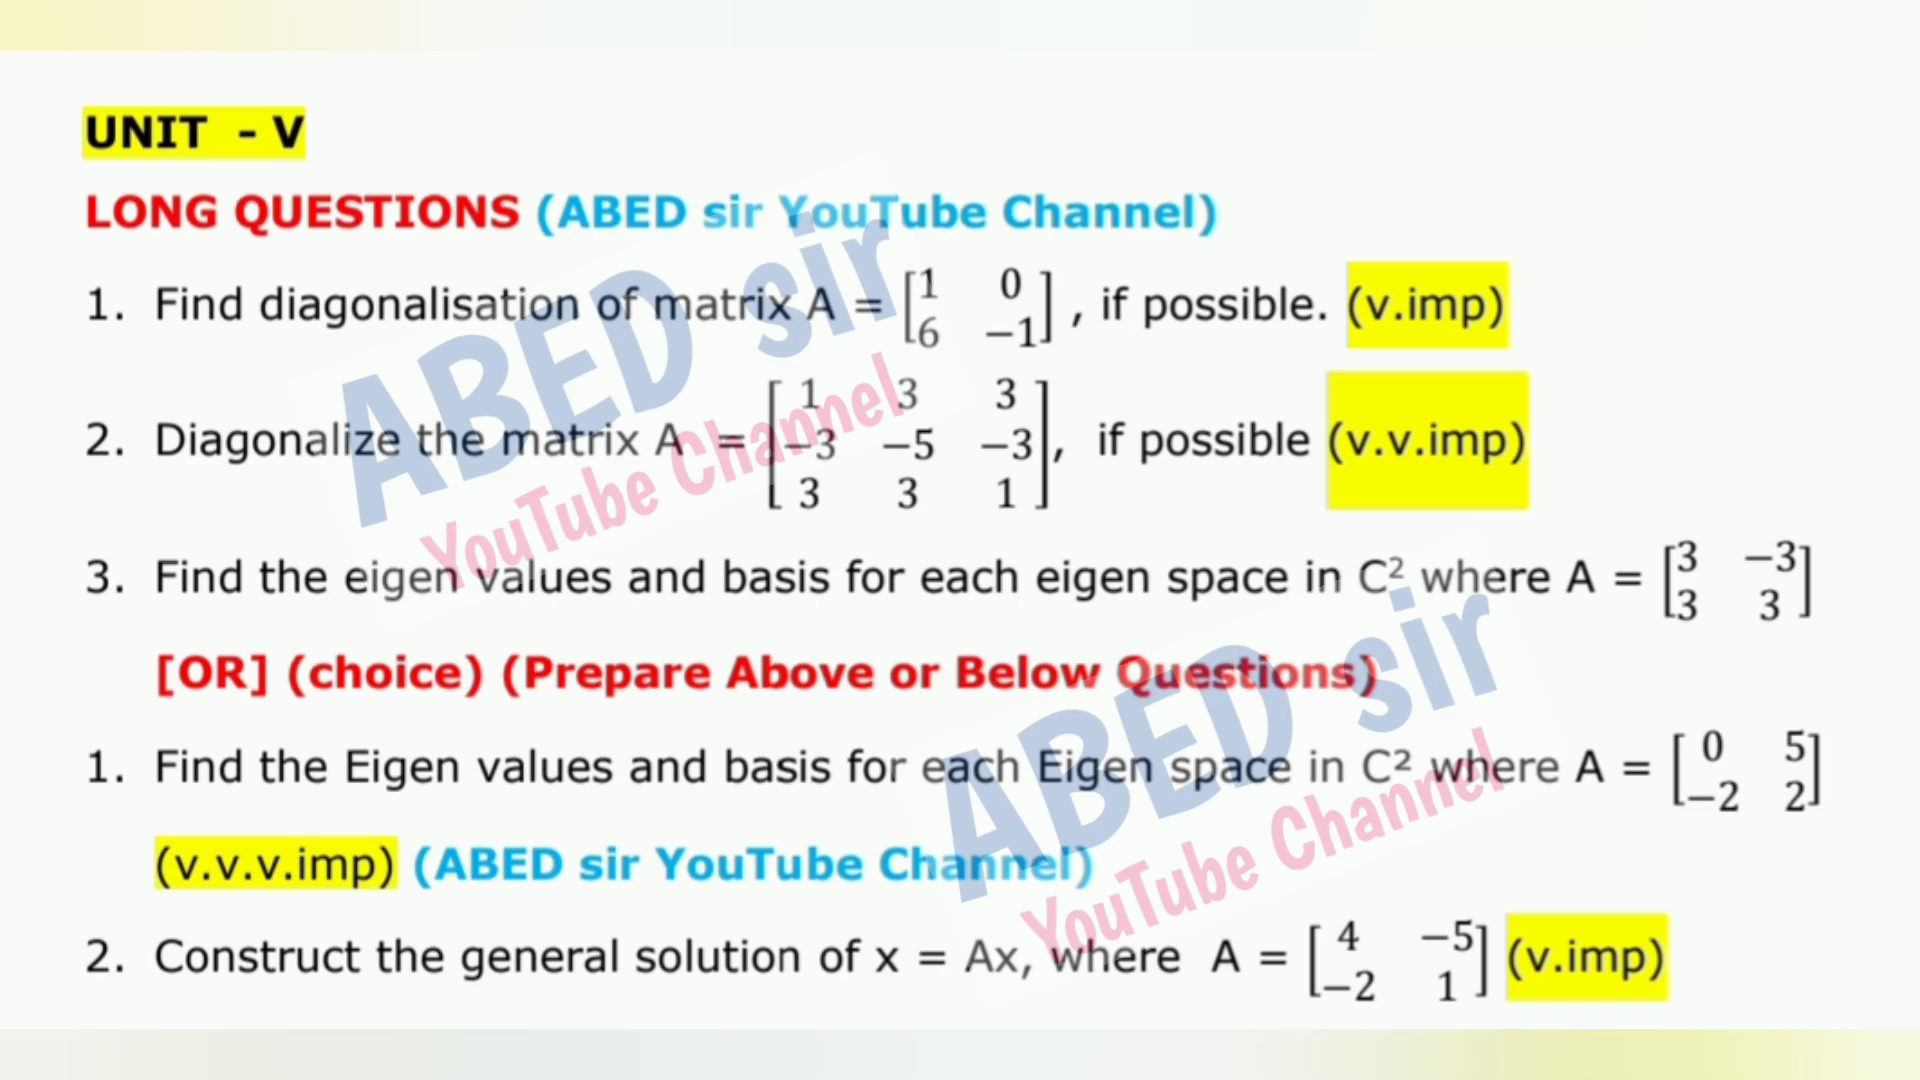 UNIT - V
LONG QUESTIONS (ABED sir YouTube Channel)
1. Find diagonalisation of matrix A = [1 0; 6 −1] , if possible. (v.imp)
2. Diagonalize the matrix A = [1 3 3; −3 −5 −3; 3 3 1], if possible (v.v.imp)
3. Find the eigen values and basis for each eigen space in C² where A = [3 −3; 3 3]
[OR] (choice) (Prepare Above or Below Questions)
1. Find the Eigen values and basis for each Eigen space in C² where A = [0 5; −2 2]
(v.v.v.imp) (ABED sir YouTube Channel)
2. Construct the general solution of x = Ax, where A = [4 −5; −2 1] (v.imp)
ABED sir
YouTube Channel
ABED sir
YouTube Channel